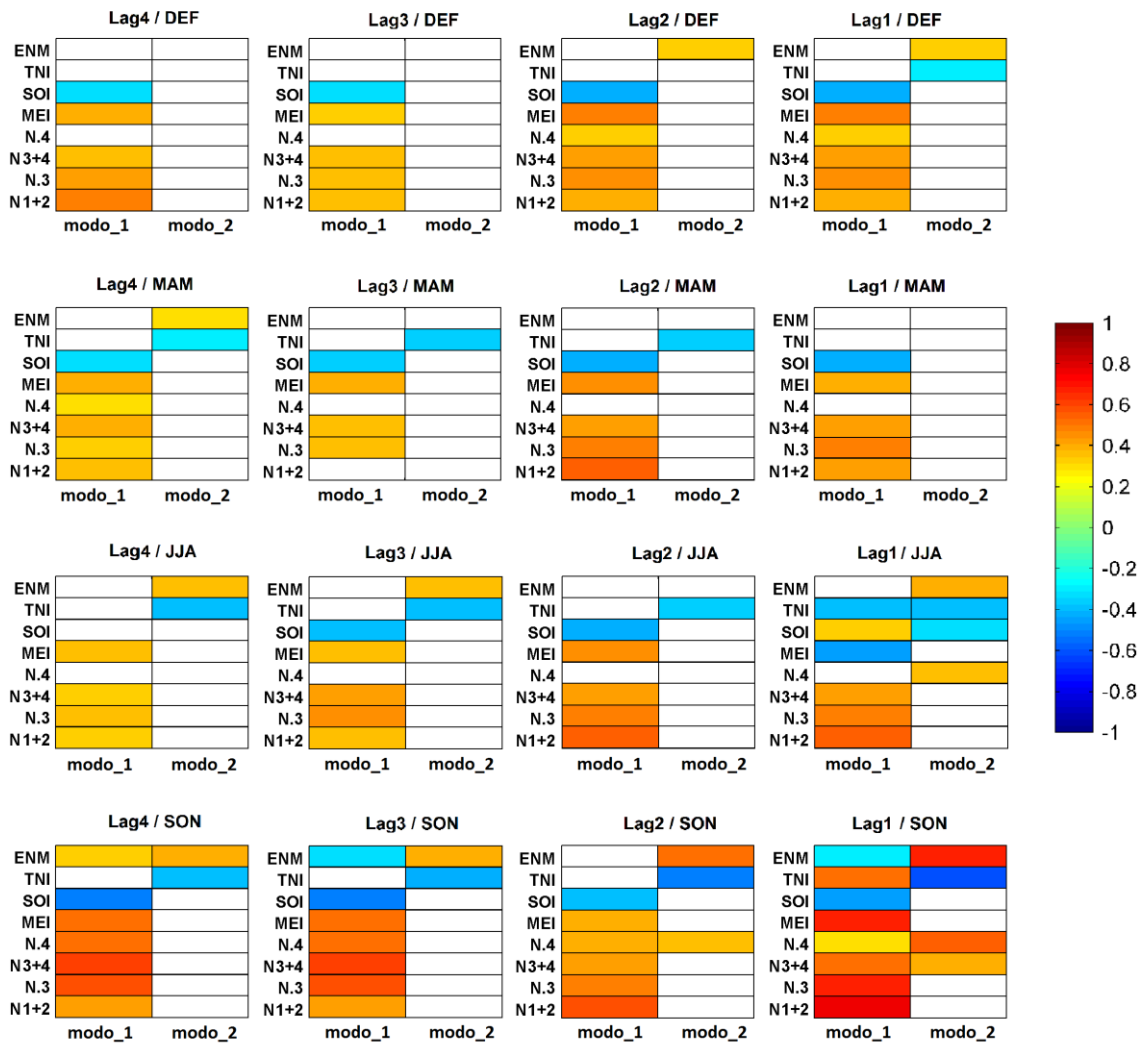 Lag4 / DEF Lag3 / DEF Lag2 / DEF Lag1 / DEF
ENM ENM ENM ENM
TNI TNI TNI TNI
SOI SOI SOI SOI
MEI MEI MEI MEI
N.4 N.4 N.4 N.4
N3+4 N3+4 N3+4 N3+4
N.3 N.3 N.3 N.3
N1+2 N1+2 N1+2 N1+2
modo_1 modo_2 modo_1 modo_2 modo_1 modo_2 modo_1 modo_2
Lag4 / MAM Lag3 / MAM Lag2 / MAM Lag1 / MAM
ENM ENM ENM ENM
TNI TNI TNI TNI
SOI SOI SOI SOI
MEI MEI MEI MEI
N.4 N.4 N.4 N.4
N3+4 N3+4 N3+4 N3+4
N.3 N.3 N.3 N.3
N1+2 N1+2 N1+2 N1+2
modo_1 modo_2 modo_1 modo_2 modo_1 modo_2 modo_1 modo_2
1
0.8
0.6
0.4
0.2
0
-0.2
-0.4
-0.6
-0.8
-1
Lag4 / JJA Lag3 / JJA Lag2 / JJA Lag1 / JJA
ENM ENM ENM ENM
TNI TNI TNI TNI
SOI SOI SOI SOI
MEI MEI MEI MEI
N.4 N.4 N.4 N.4
N3+4 N3+4 N3+4 N3+4
N.3 N.3 N.3 N.3
N1+2 N1+2 N1+2 N1+2
modo_1 modo_2 modo_1 modo_2 modo_1 modo_2 modo_1 modo_2
Lag4 / SON Lag3 / SON Lag2 / SON Lag1 / SON
ENM ENM ENM ENM
TNI TNI TNI TNI
SOI SOI SOI SOI
MEI MEI MEI MEI
N.4 N.4 N.4 N.4
N3+4 N3+4 N3+4 N3+4
N.3 N.3 N.3 N.3
N1+2 N1+2 N1+2 N1+2
modo_1 modo_2 modo_1 modo_2 modo_1 modo_2 modo_1 modo_2